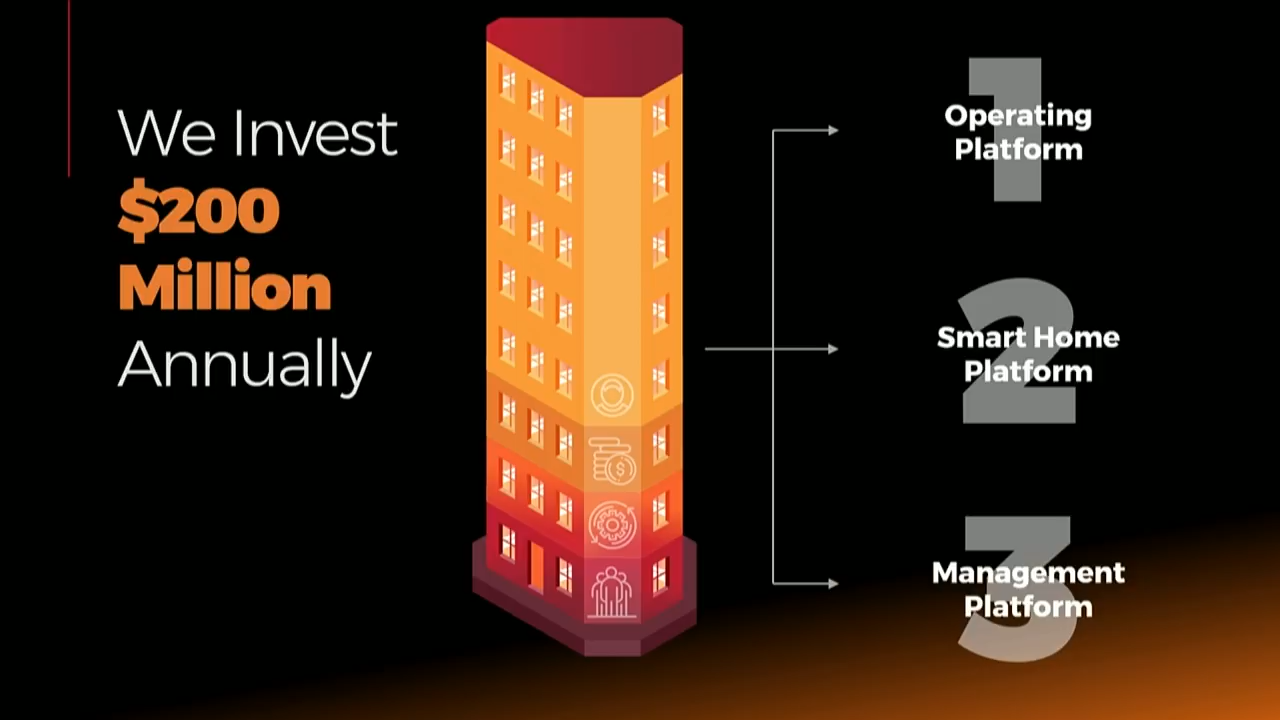 We Invest
$200
Million
Annually
$
1
Operating
Platform
2
Smart Home
Platform
3
Management
Platform